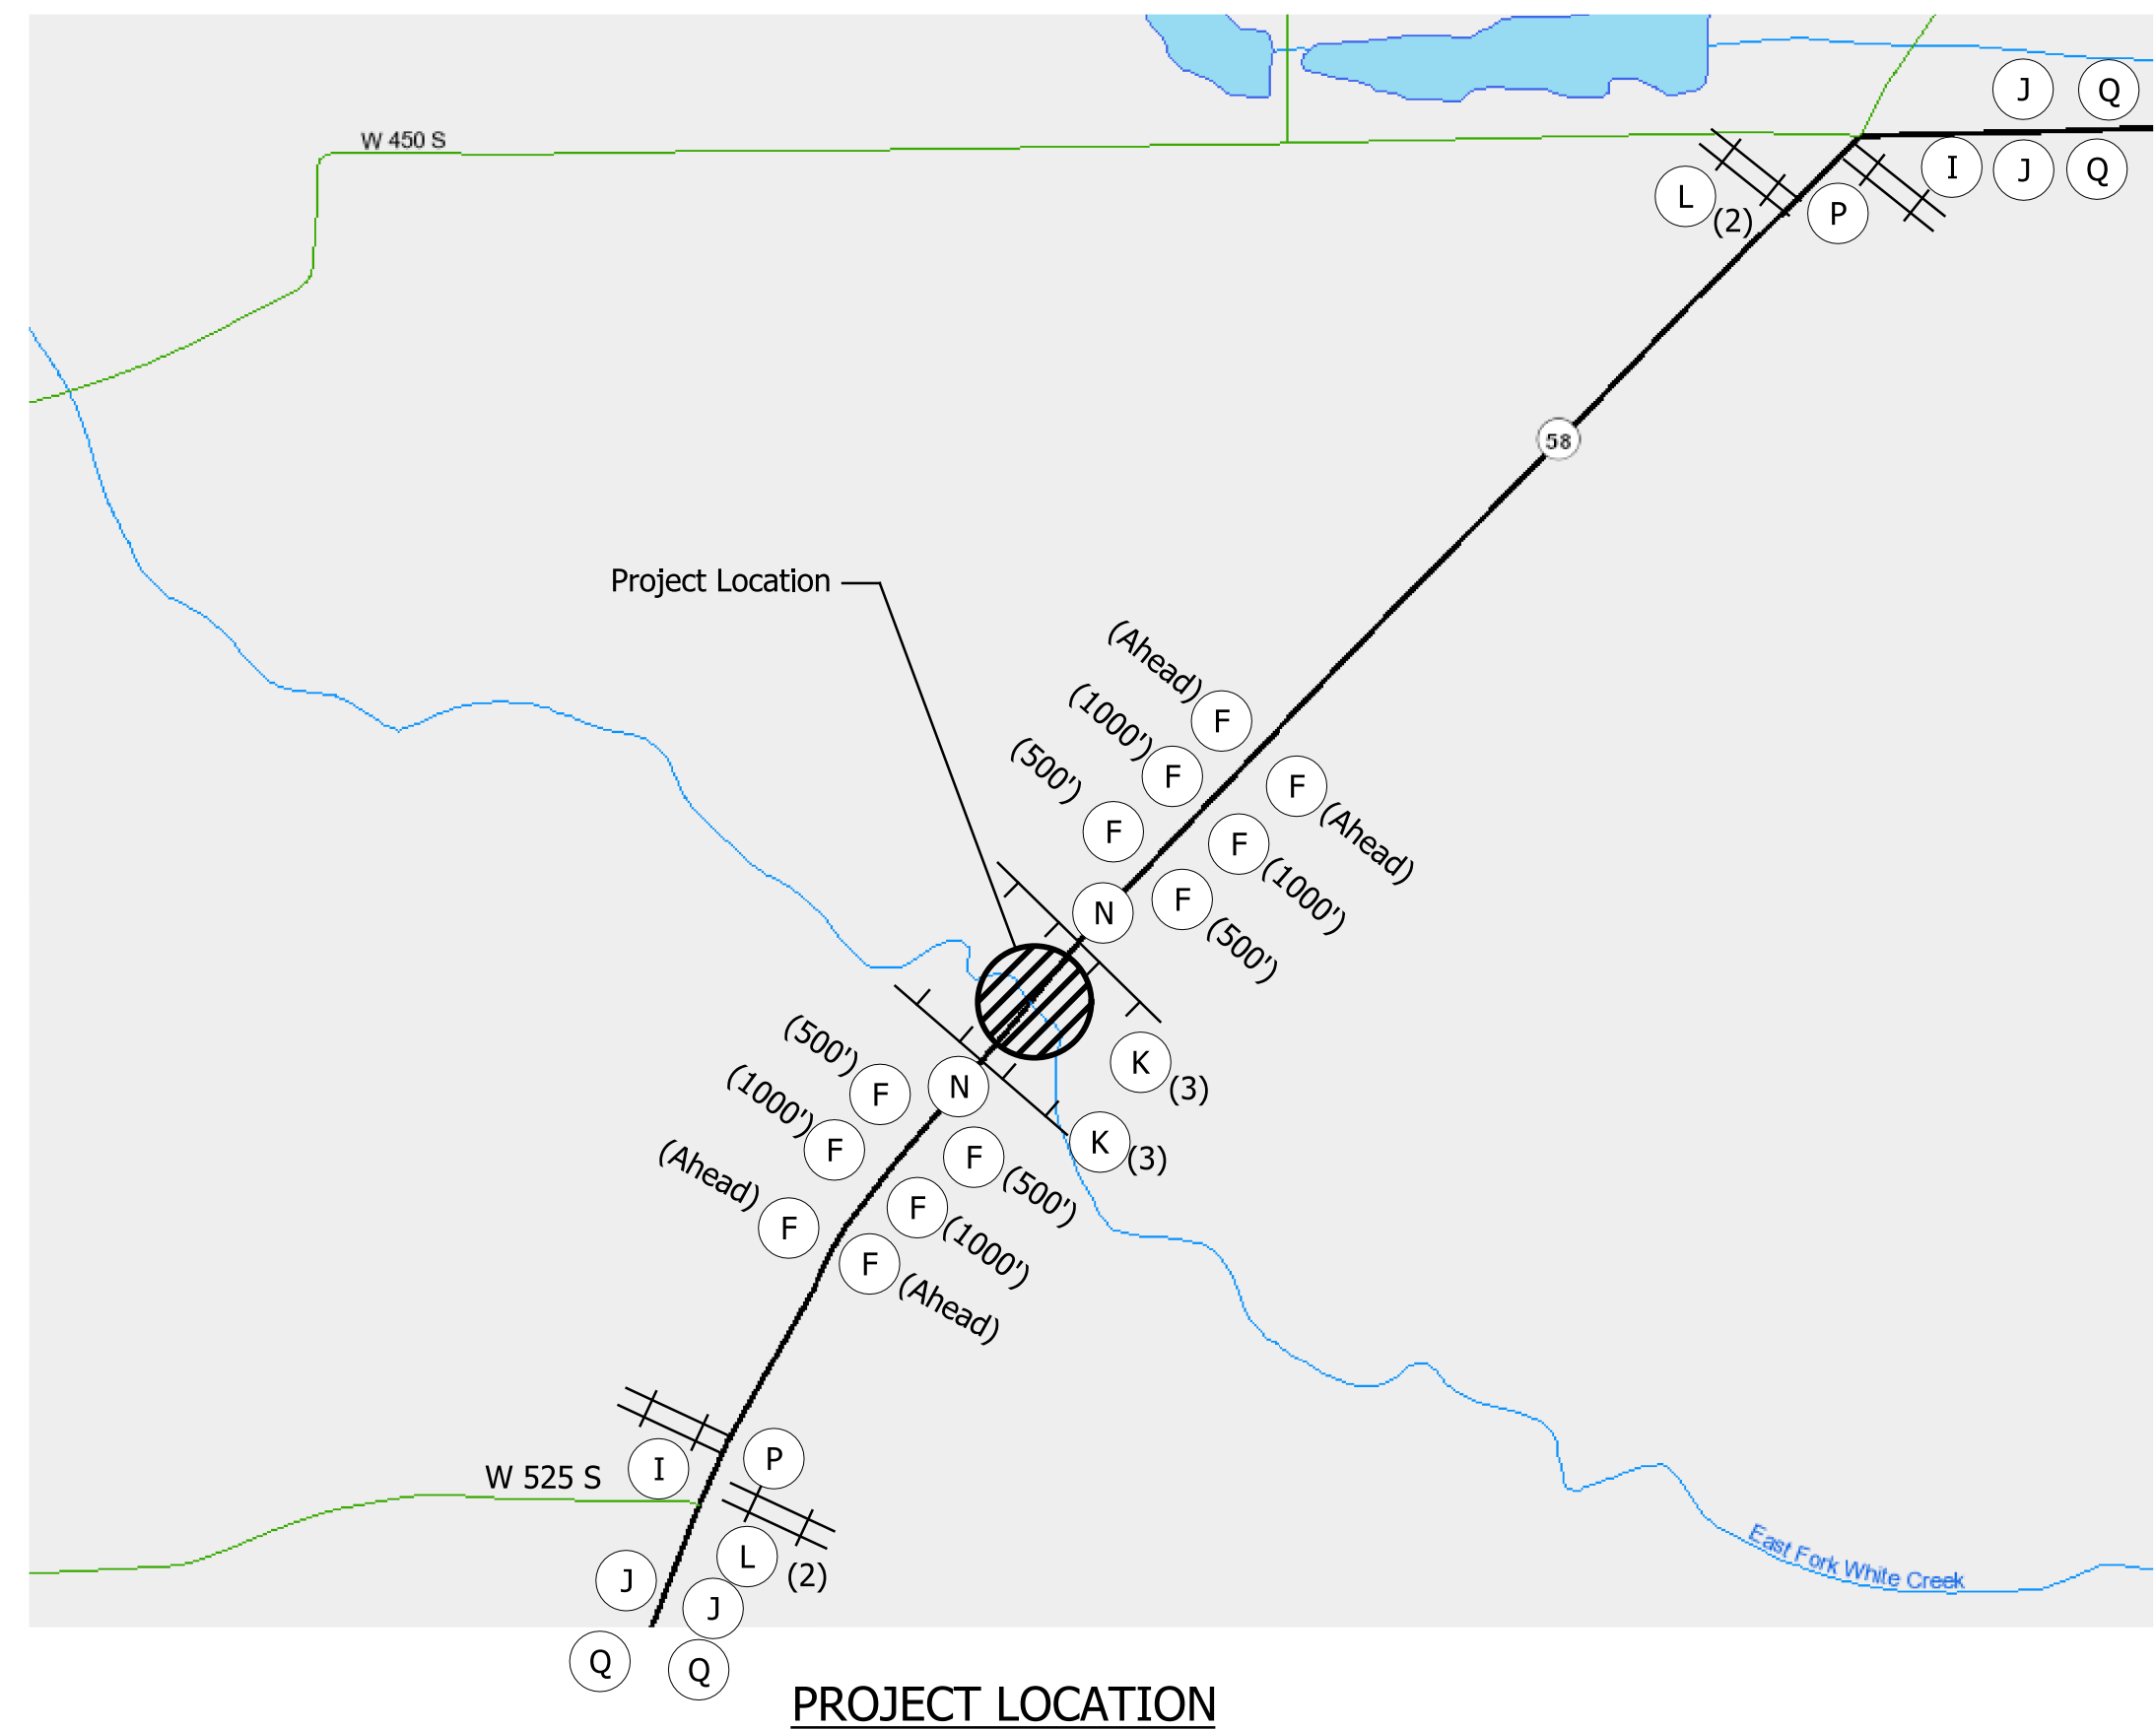 J Q
W 450 S
I J Q
L (2) P
58
Project Location
(Ahead) F
(1000') F
(500') F
F (Ahead)
F (1000')
F (500')
N
K (3)
(500') F
N
(1000') F
K (3)
(Ahead) F
F (500')
F (1000')
F (Ahead)
P
W 525 S I
L (2)
East Fork White Creek
J
J
Q
Q
PROJECT LOCATION